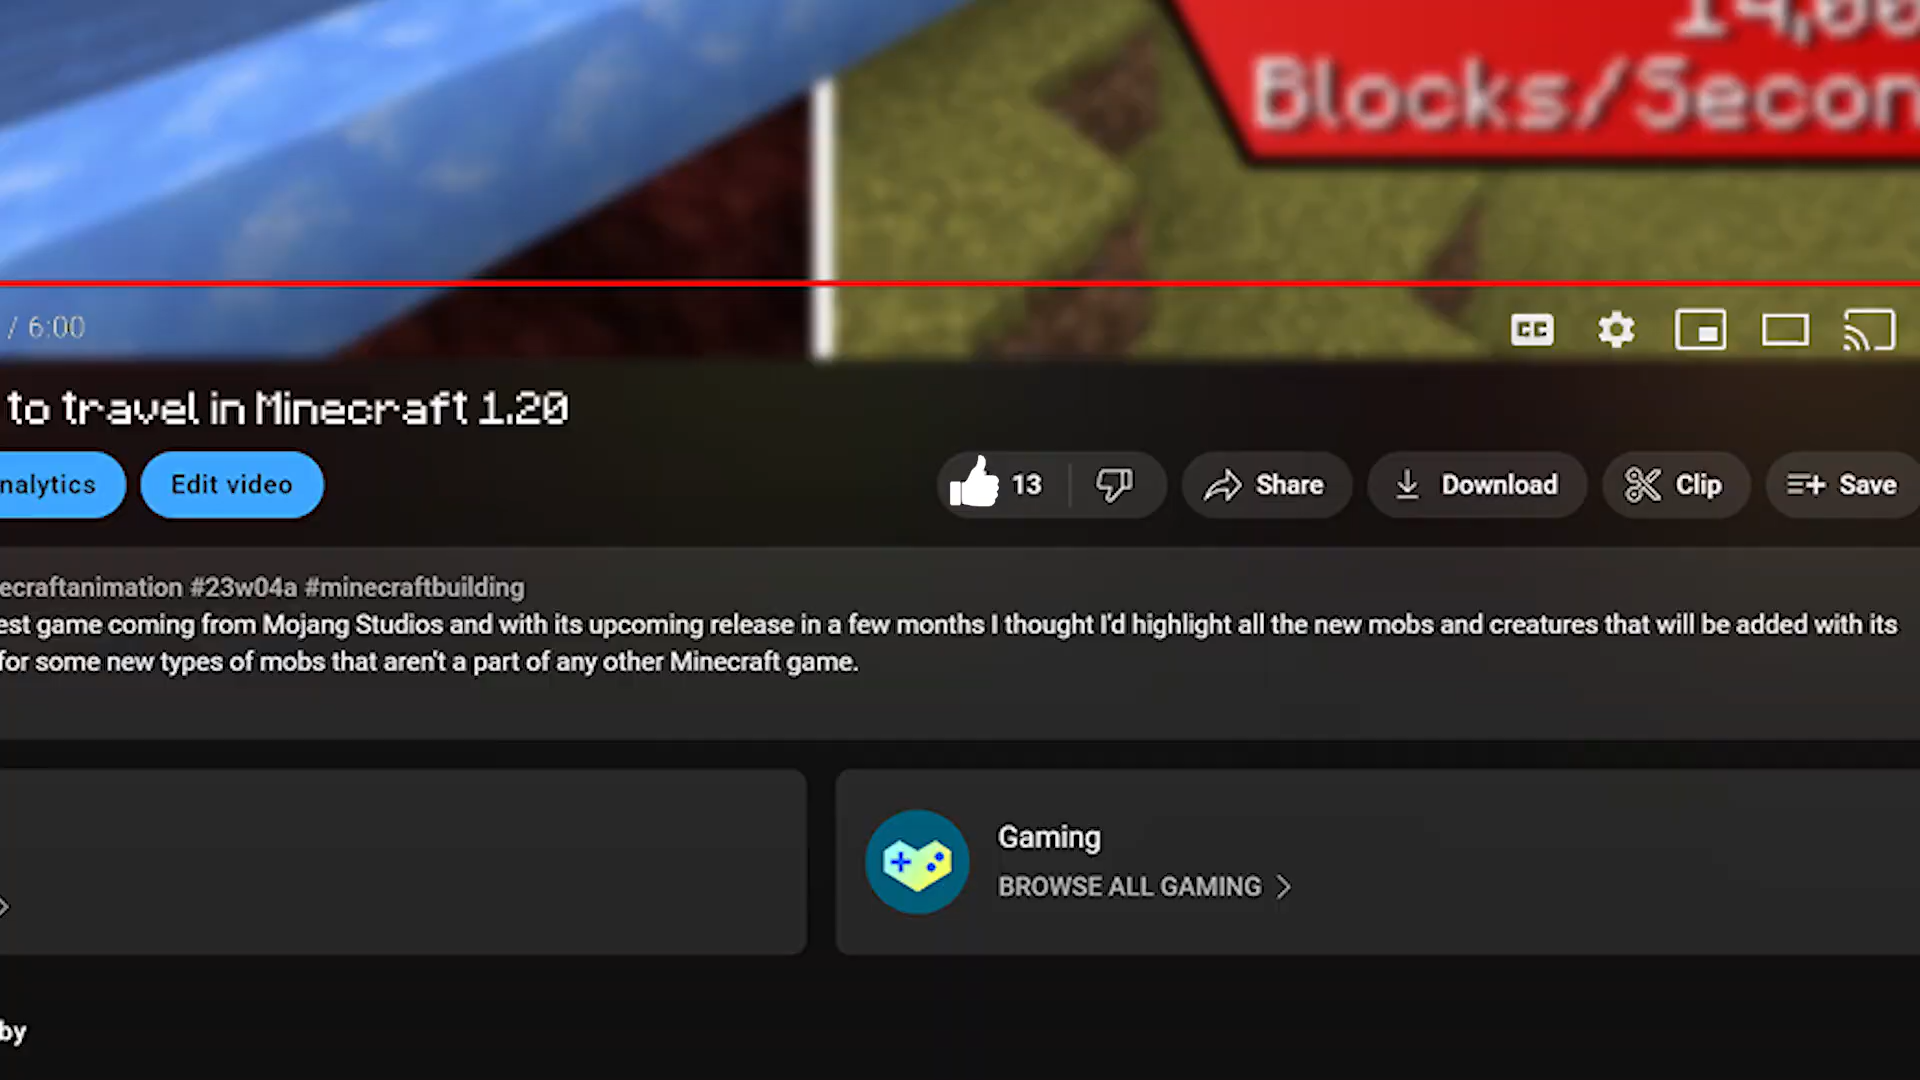 14,00
Blocks/Secon
/ 6:00
CC
to travel in Minecraft 1.20
nalytics
Edit video
13
Share
Download
Clip
Save
ecraftanimation #23w04a #minecraftbuilding
est game coming from Mojang Studios and with its upcoming release in a few months I thought I'd highlight all the new mobs and creatures that will be added with its
for some new types of mobs that aren't a part of any other Minecraft game.
Gaming
BROWSE ALL GAMING
by